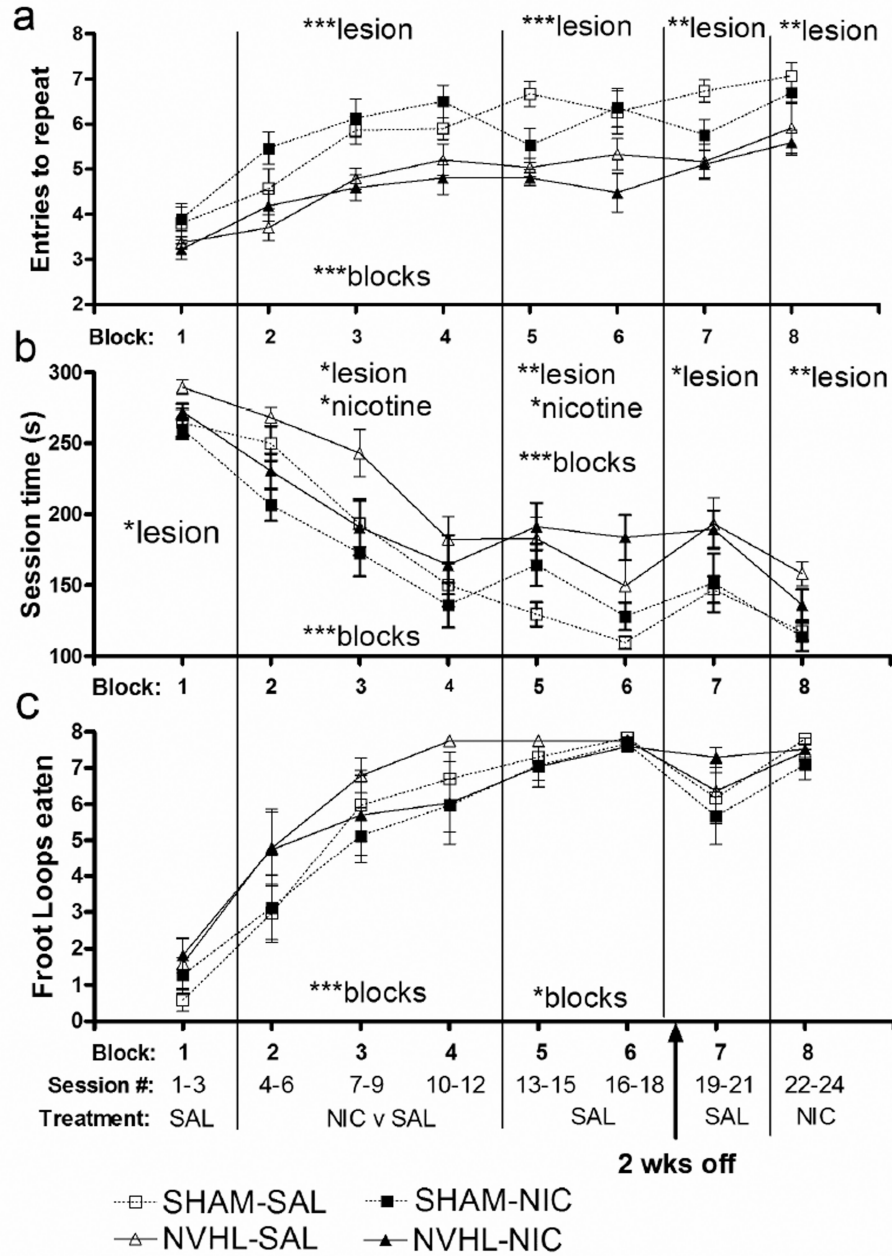 a
***lesion ***lesion **lesion **lesion
Entries to repeat
8
7
6
5
4
3
2
***blocks
Block: 1 2 3 4 5 6 7 8
b
*lesion **lesion *lesion **lesion
*nicotine *nicotine
***blocks
*lesion
***blocks
Session time (s)
300
250
200
150
100
Block: 1 2 3 4 5 6 7 8
c
Froot Loops eaten
8
7
6
5
4
3
2
1
0
***blocks *blocks
Block: 1 2 3 4 5 6 7 8
Session #: 1-3 4-6 7-9 10-12 13-15 16-18 19-21 22-24
Treatment: SAL NIC v SAL SAL SAL NIC
2 wks off
SHAM-SAL SHAM-NIC
NVHL-SAL NVHL-NIC